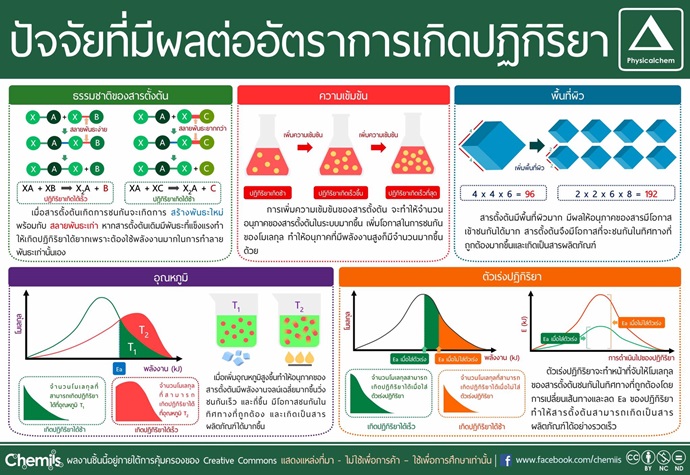 ปัจจัยที่มีผลต่ออัตราการเกิดปฏิกิริยา
Physicalchem
ธรรมชาติของสารตั้งต้น
X A + X B
สลายพันธะง่าย
X A X B
X A X + B
XA + XB ⟹ X₂A + B
ปฏิกิริยาเกิดได้เร็ว
X A + X C
สลายพันธะยากกว่า
X A X C
X A X + C
XA + XC ⟹ X₂A + C
ปฏิกิริยาเกิดได้ช้า
เมื่อสารตั้งต้นเกิดการชนกันจะเกิดการ สร้างพันธะใหม่
พร้อมกับ สลายพันธะเก่า หากสารตั้งต้นเดิมมีพันธะที่แข็งแรงทำ
ให้เกิดปฏิกิริยาได้ยากเพราะต้องใช้พลังงานมากในการทำลาย
พันธะเก่านั้นเอง
ความเข้มข้น
เพิ่มความเข้มข้น
เพิ่มความเข้มข้น
ปฏิกิริยาเกิดช้า
ปฏิกิริยาเกิดเร็วขึ้น
ปฏิกิริยาเกิดเร็วที่สุด
การเพิ่มความเข้มข้นของสารตั้งต้น จะทำให้จำนวน
อนุภาคของสารตั้งต้นในระบบมากขึ้น เพิ่มโอกาสในการชนกัน
ของโมเลกุล ทำให้อนุภาคที่มีพลังงานสูงก็มีจำนวนมากขึ้น
ด้วย
พื้นที่ผิว
เพิ่มพื้นที่ผิว
4 x 4 x 6 = 96
2 x 2 x 6 x 8 = 192
สารตั้งต้นมีพื้นที่ผิวมาก มีผลให้อนุภาคของสารมีโอกาส
เข้าชนกันได้มาก สารตั้งต้นจึงมีโอกาสที่จะชนกันในทิศทางที่
ถูกต้องมากขึ้นและเกิดเป็นสารผลิตภัณฑ์
อุณหภูมิ
โมเลกุล
T₂
T₁
Ea
พลังงาน (kJ)
จำนวนโมเลกุลที่
สามารถเกิดปฏิกิริยา
ได้ที่อุณหภูมิ T₁
เกิดปฏิกิริยาได้ช้า
จำนวนโมเลกุล
ที่สามารถ
เกิดปฏิกิริยาได้
ที่อุณหภูมิ T₂
เกิดปฏิกิริยาได้เร็ว
T₁
T₂
เมื่อเพิ่มอุณหภูมิสูงขึ้นทำให้อนุภาคของ
สารตั้งต้นมีพลังงานจลน์เฉลี่ยมากขึ้นวิ่ง
ชนกันเร็ว และถี่ขึ้น มีโอกาสชนกันใน
ทิศทางที่ถูกต้อง และเกิดเป็นสาร
ผลิตภัณฑ์ได้มากขึ้น
ตัวเร่งปฏิกิริยา
โมเลกุล
Ea เมื่อใส่ตัวเร่ง
Ea เมื่อไม่ใส่ตัวเร่ง
พลังงาน (kJ)
จำนวนโมเลกุลสามารถ
เกิดปฏิกิริยาได้เมื่อใส่
ตัวเร่งปฏิกิริยา
เกิดปฏิกิริยาได้เร็ว
จำนวนโมเลกุลที่สามารถ
เกิดปฏิกิริยาได้เมื่อไม่ใส่
ตัวเร่งปฏิกิริยา
เกิดปฏิกิริยาได้ช้า
E (kJ)
Ea เมื่อไม่ใส่ตัวเร่ง
Ea เมื่อใส่ตัวเร่ง
การดำเนินไปของปฏิกิริยา
ตัวเร่งปฏิกิริยาจะทำหน้าที่จับให้โมเลกุล
ของสารตั้งต้นชนกันในทิศทางที่ถูกต้องโดย
การเปลี่ยนเส้นทางและลด Ea ของปฏิกิริยา
ทำให้สารตั้งต้นสามารถเกิดเป็นสาร
ผลิตภัณฑ์ได้อย่างรวดเร็ว
Chemiis ผลงานชิ้นนี้อยู่ภายใต้การคุ้มครองของ Creative Commons แสดงแหล่งที่มา - ไม่ใช้เพื่อการค้า - ใช้เพื่อการศึกษาเท่านั้น | f www.facebook.com/chemiis
CC BY NC ND